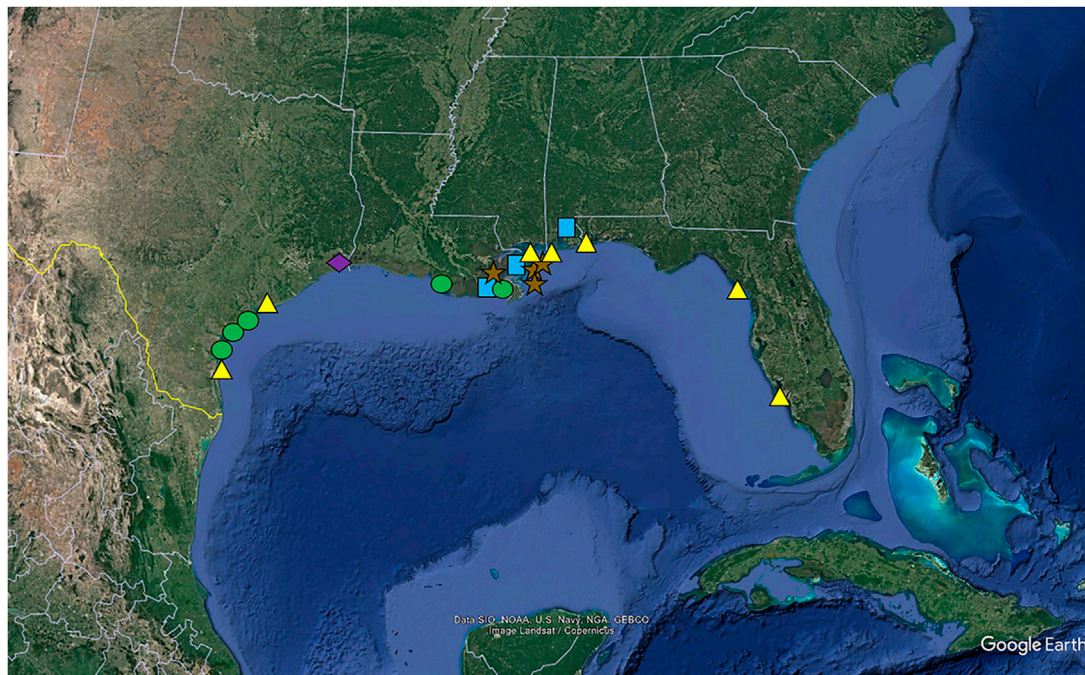 Data SIO, NOAA, U.S. Navy, NGA, GEBCO
Image Landsat / Copernicus
Google Earth